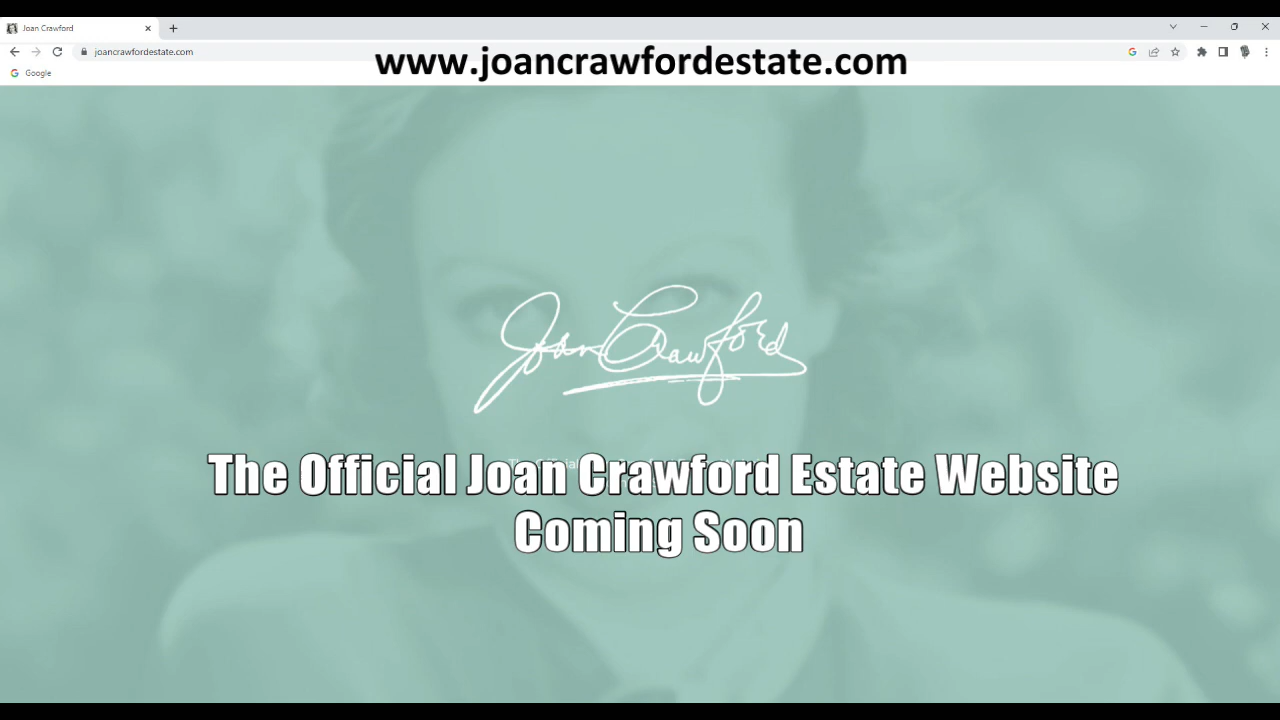 Joan Crawford
joancrawfordestate.com
www.joancrawfordestate.com
Google
Joan Crawford
The Official Joan Crawford Estate Website
Coming Soon